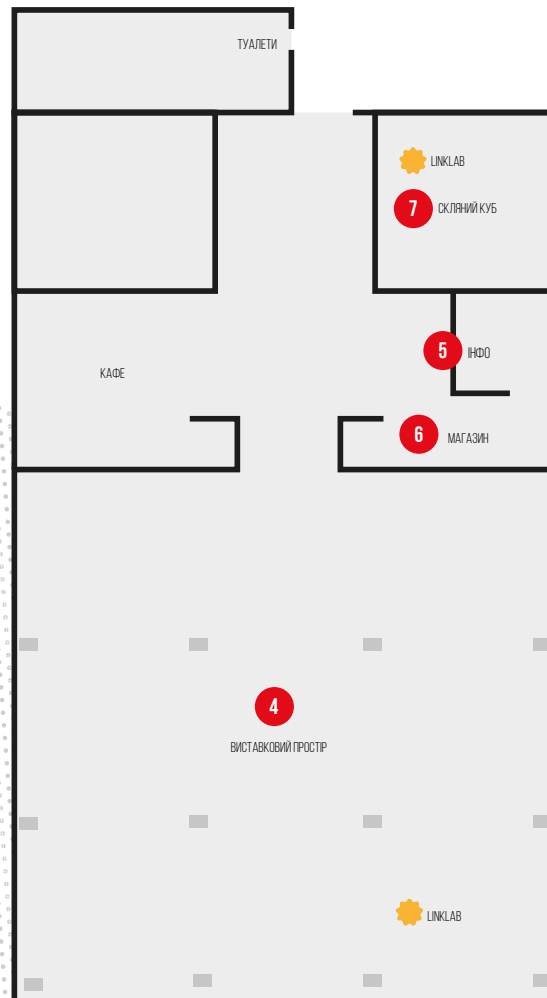 ТУАЛЕТИ
LINKLAB
7 СКЛЯНИЙ КУБ
5 ІНФО
КАФЕ
6 МАГАЗИН
4
ВИСТАВКОВИЙ ПРОСТІР
LINKLAB